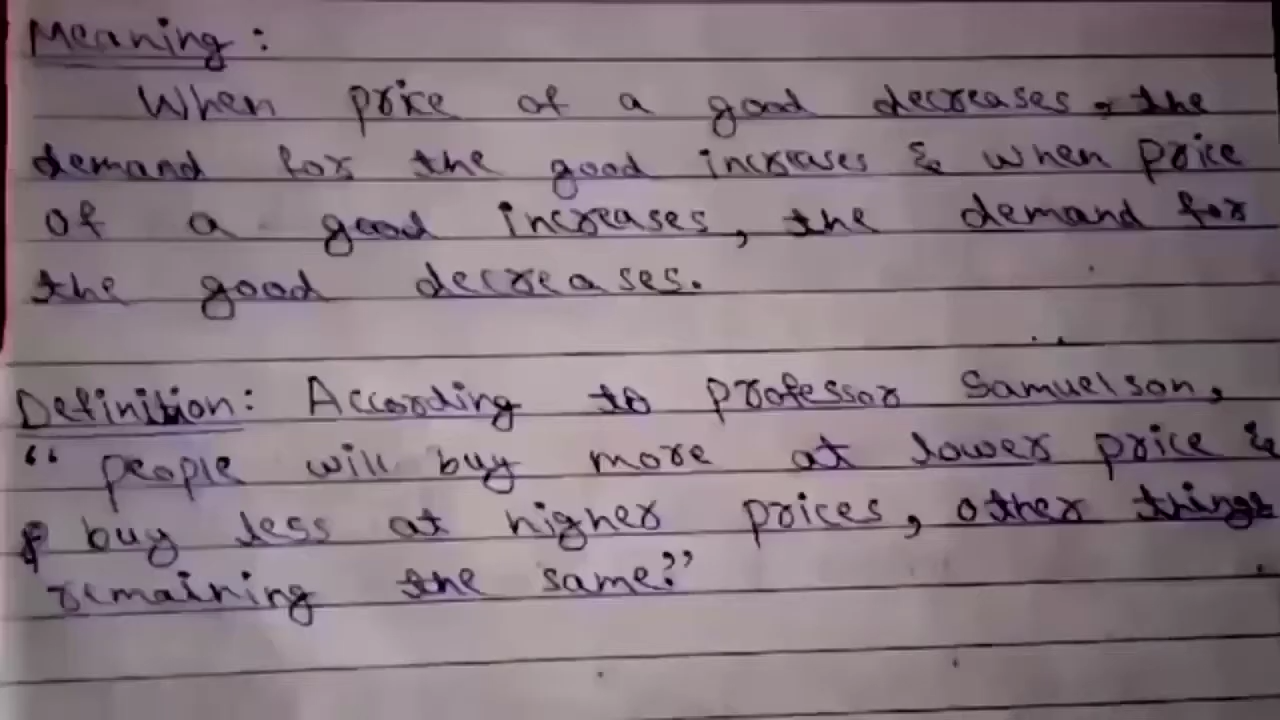 Meaning :
When price of a good decreases, the
demand for the good increases & when price
of a good increases, the demand for
the good decreases.
Definition: According to professor Samuelson,
“people will buy more at lower price &
& buy less at higher prices, other things
remaining the same.”